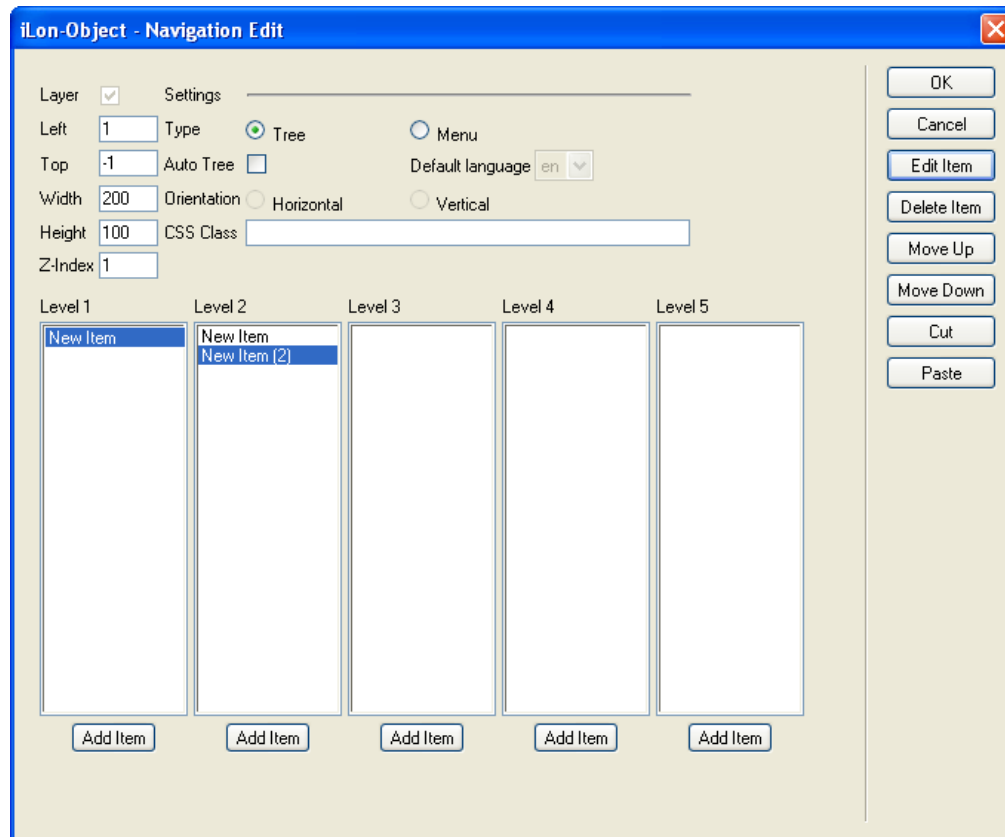 iLon-Object - Navigation Edit
Layer Settings
Left 1 Type Tree Menu
Top -1 Auto Tree Default language en
Width 200 Orientation Horizontal Vertical
Height 100 CSS Class
Z-Index 1
Level 1 Level 2 Level 3 Level 4 Level 5
New Item New Item
New Item (2)
Add Item Add Item Add Item Add Item Add Item
OK
Cancel
Edit Item
Delete Item
Move Up
Move Down
Cut
Paste